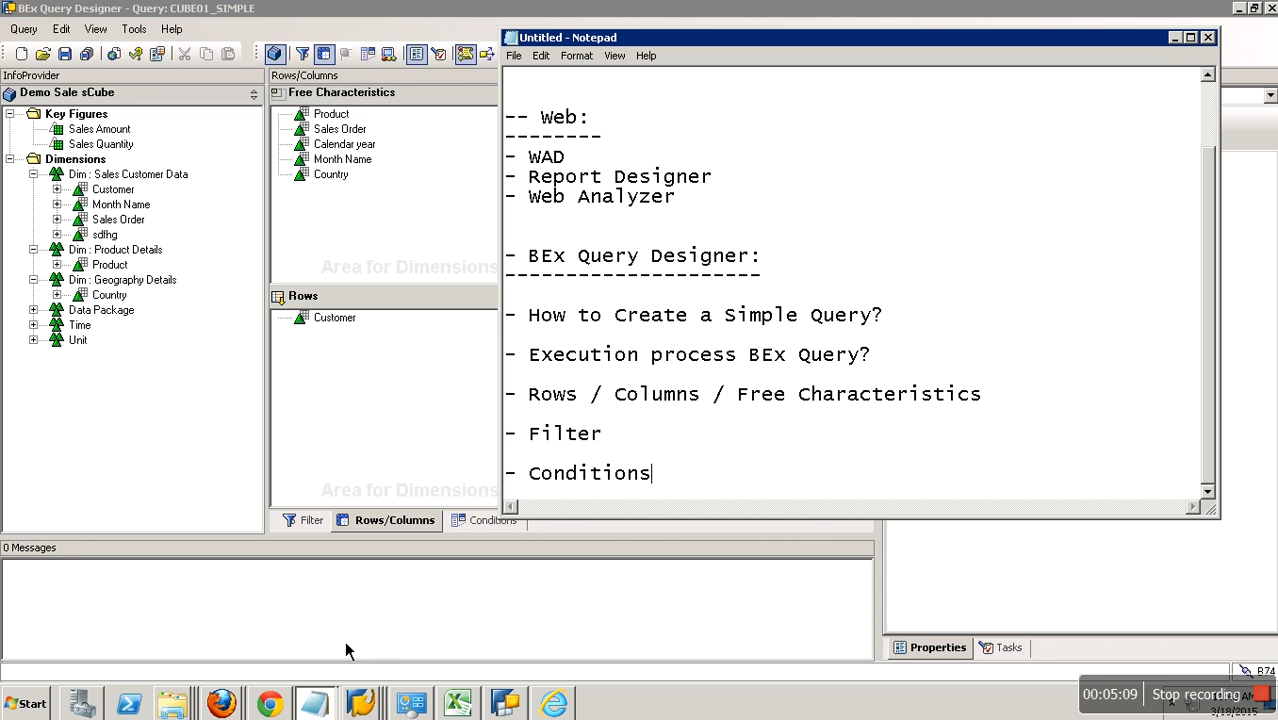 BEx Query Designer - Query: CUBE01_SIMPLE
Query Edit View Tools Help
InfoProvider
Demo Sale sCube
Key Figures
Sales Amount
Sales Quantity
Dimensions
Dim : Sales Customer Data
Customer
Month Name
Sales Order
sdfhg
Dim : Product Details
Product
Dim : Geography Details
Country
Data Package
Time
Unit
Rows/Columns
Free Characteristics
Product
Sales Order
Calendar year
Month Name
Country
Area for Dimensions
Rows
Customer
Area for Dimensions
Filter Rows/Columns Conditions
Untitled - Notepad
File Edit Format View Help
-- Web:
--------
- WAD
- Report Designer
- Web Analyzer
- BEx Query Designer:
---------------------
- How to Create a Simple Query?
- Execution process BEx Query?
- Rows / Columns / Free Characteristics
- Filter
- Conditions
0 Messages
Properties Tasks
B74
Start
00:05:09 Stop recording
3/18/2015